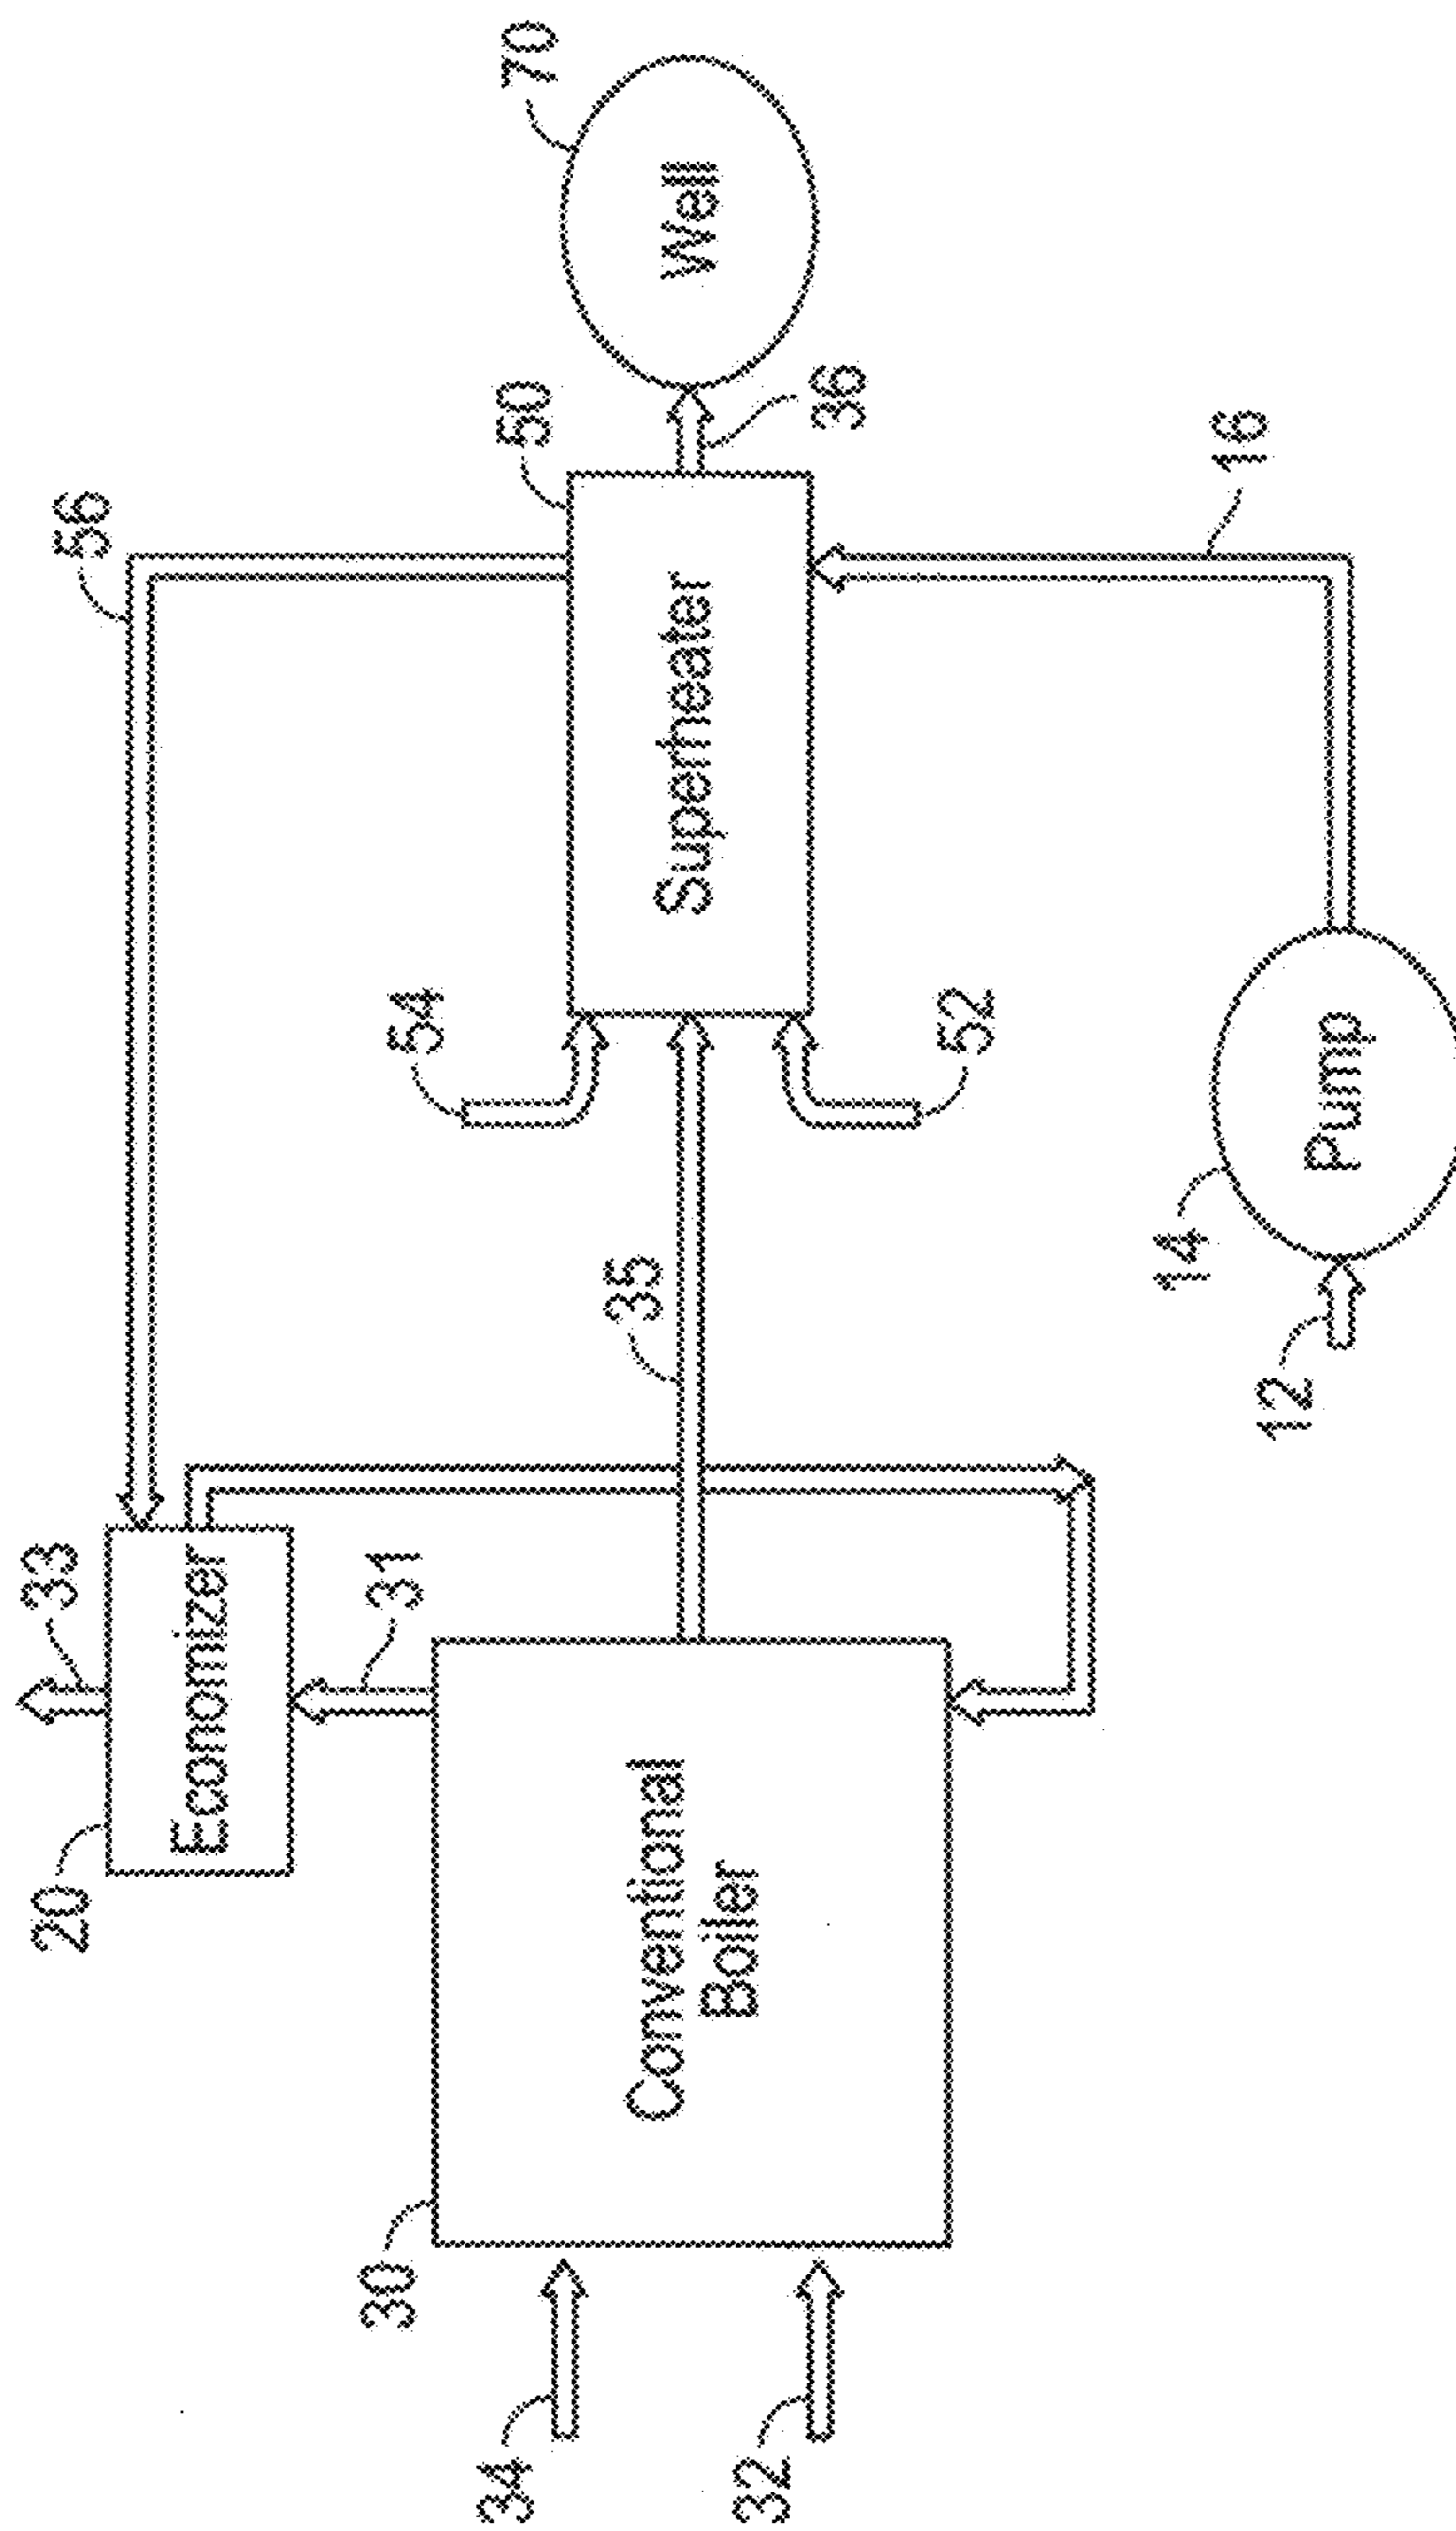 34
32
30
Conventional
Boiler
20
Economizer
33
31
35
54
52
56
Superheater
50
36
Well
70
12
14
Pump
16